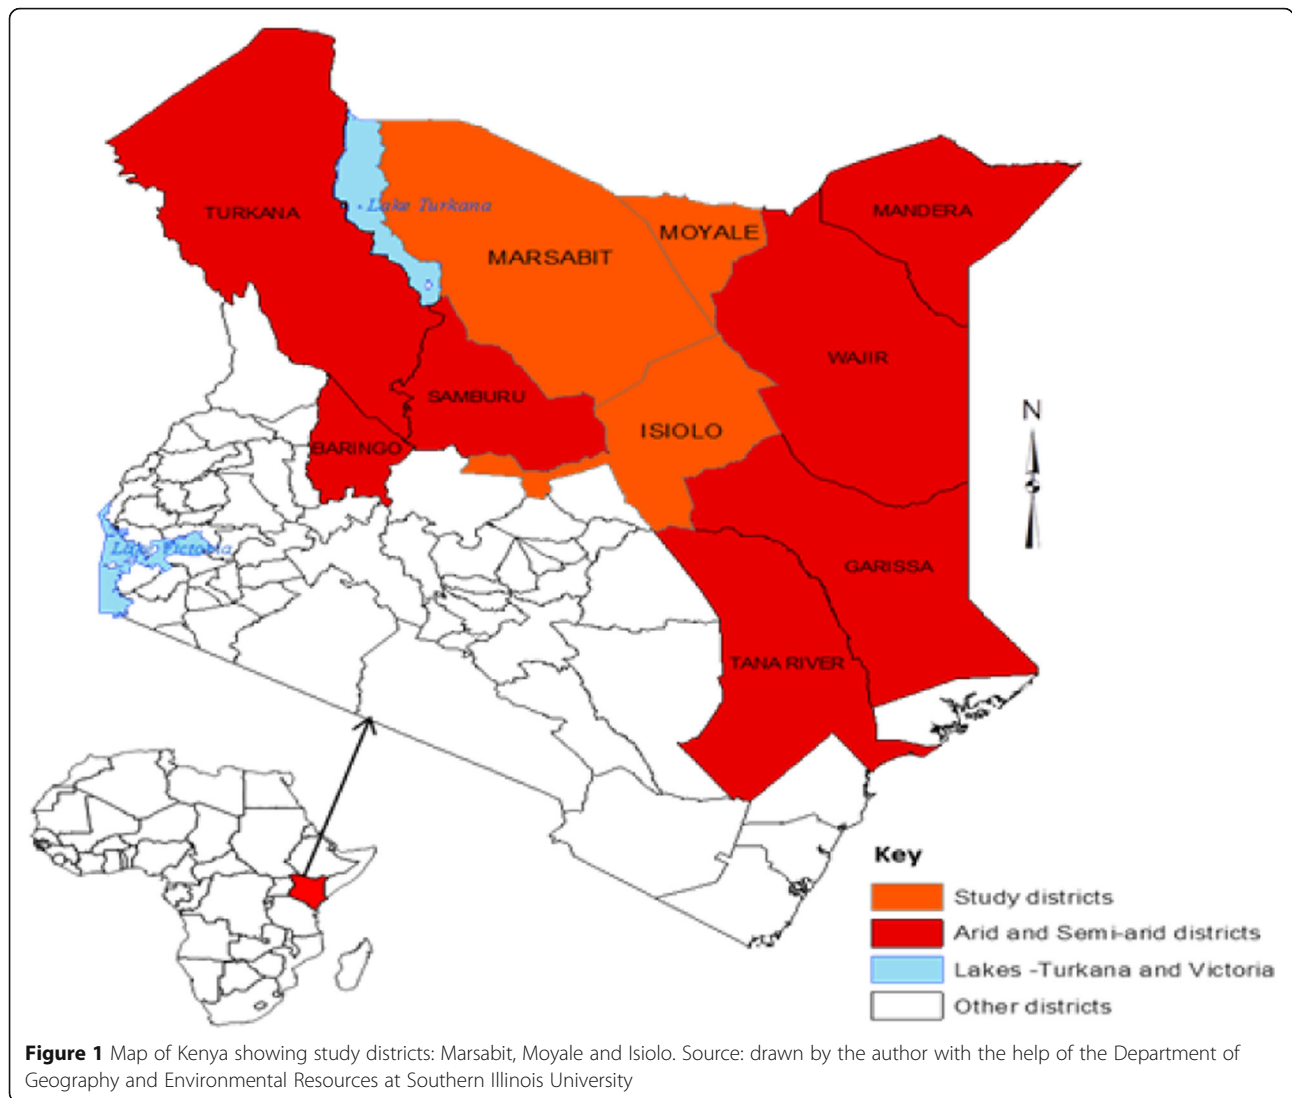 TURKANA
- Lake Turkana
MARSABIT
MOYALE
MANDERA
WAJIR
SAMBURU
BARINGO
ISIOLO
N
Lake Victoria
GARISSA
TANA RIVER
Key
Study districts
Arid and Semi-arid districts
Lakes -Turkana and Victoria
Other districts
Figure 1 Map of Kenya showing study districts: Marsabit, Moyale and Isiolo. Source: drawn by the author with the help of the Department of
Geography and Environmental Resources at Southern Illinois University